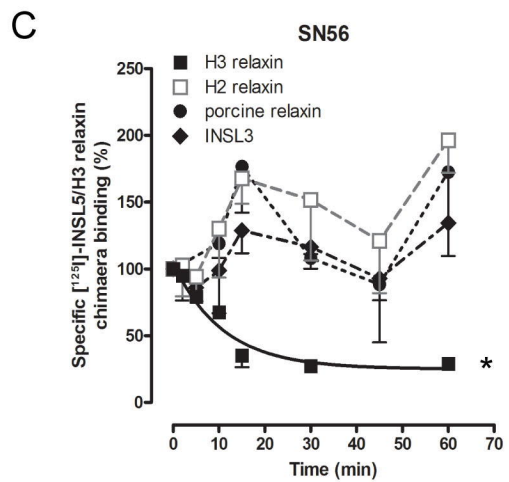 C
SN56
H3 relaxin
H2 relaxin
porcine relaxin
INSL3
Specific [¹²⁵I]-INSL5/H3 relaxin
chimaera binding (%)
250
200
150
100
50
0
*
0 10 20 30 40 50 60 70
Time (min)